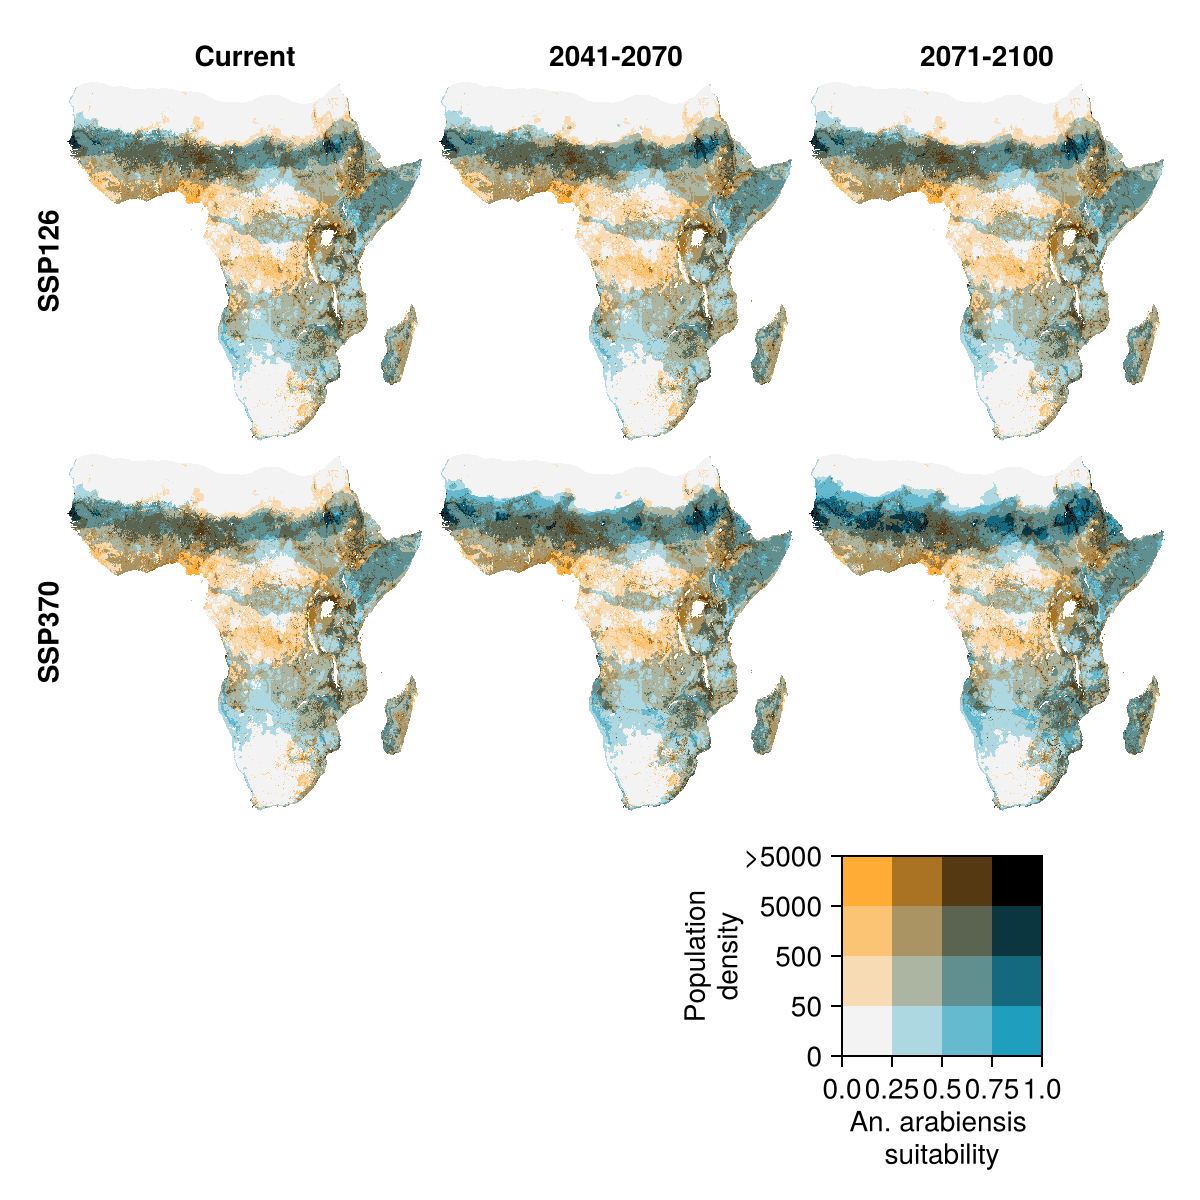 Current
2041-2070
2071-2100
SSP126
SSP370
>5000
5000
500
50
0
Population
density
0.0 0.25 0.5 0.75 1.0
An. arabiensis
suitability